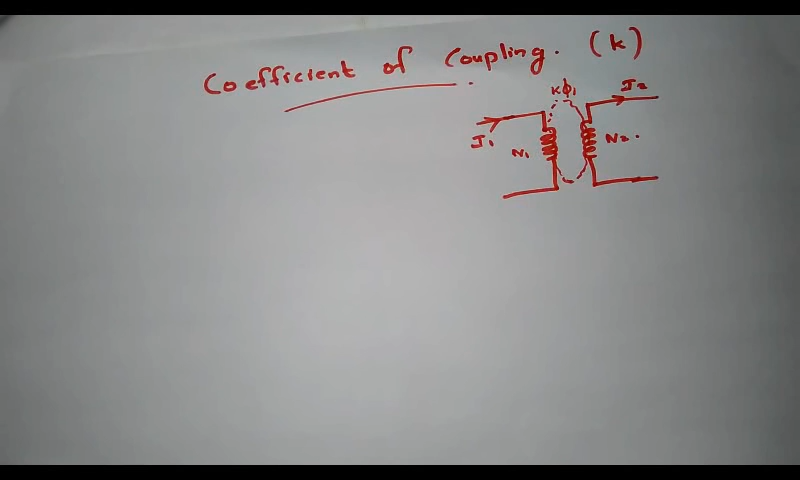 Coefficient of Coupling. (k)
kΦ₁
I₂
I₁
N₁
N₂.